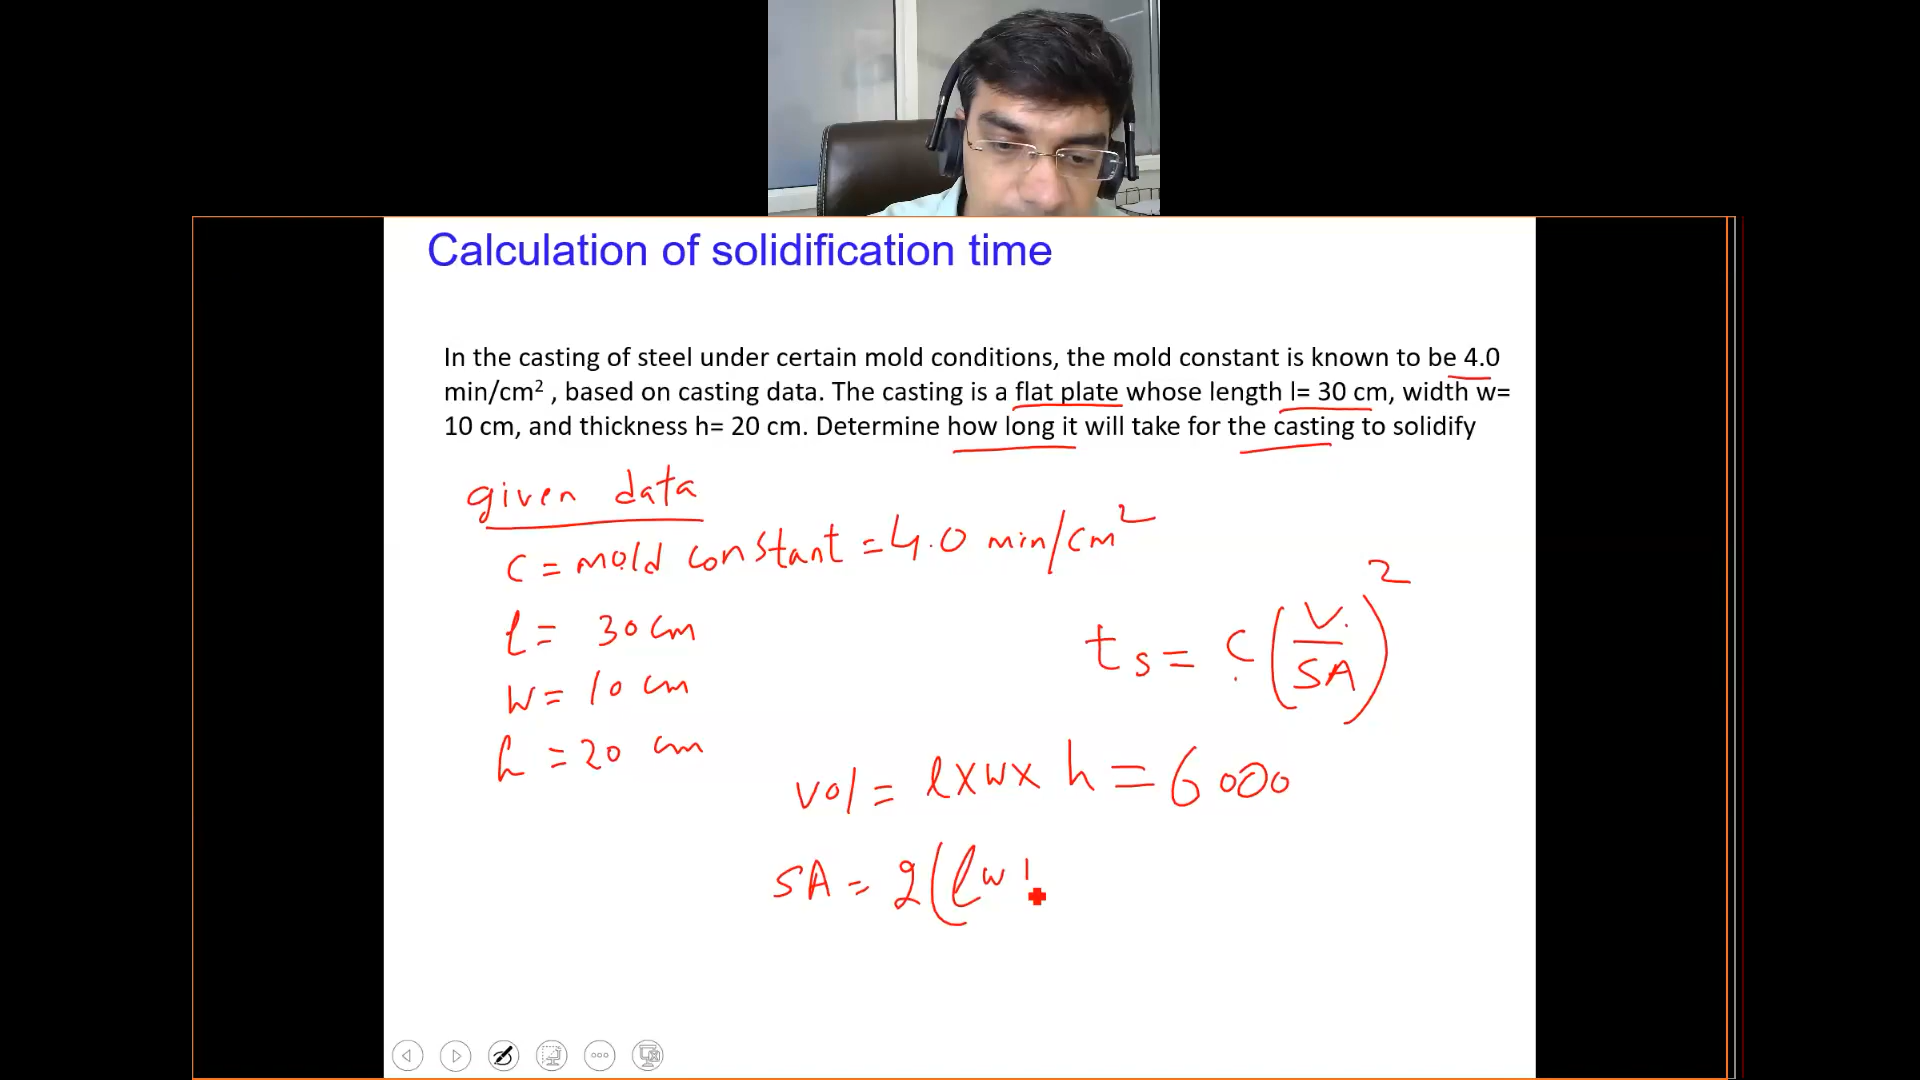 Calculation of solidification time
In the casting of steel under certain mold conditions, the mold constant is known to be 4.0
min/cm² , based on casting data. The casting is a flat plate whose length l= 30 cm, width w=
10 cm, and thickness h= 20 cm. Determine how long it will take for the casting to solidify
given data
C = mold constant = 4.0 min/cm²
l = 30 cm
w = 10 cm
h = 20 cm
ts = C (V/SA)²
vol = l x w x h = 6000
SA = 2(lw